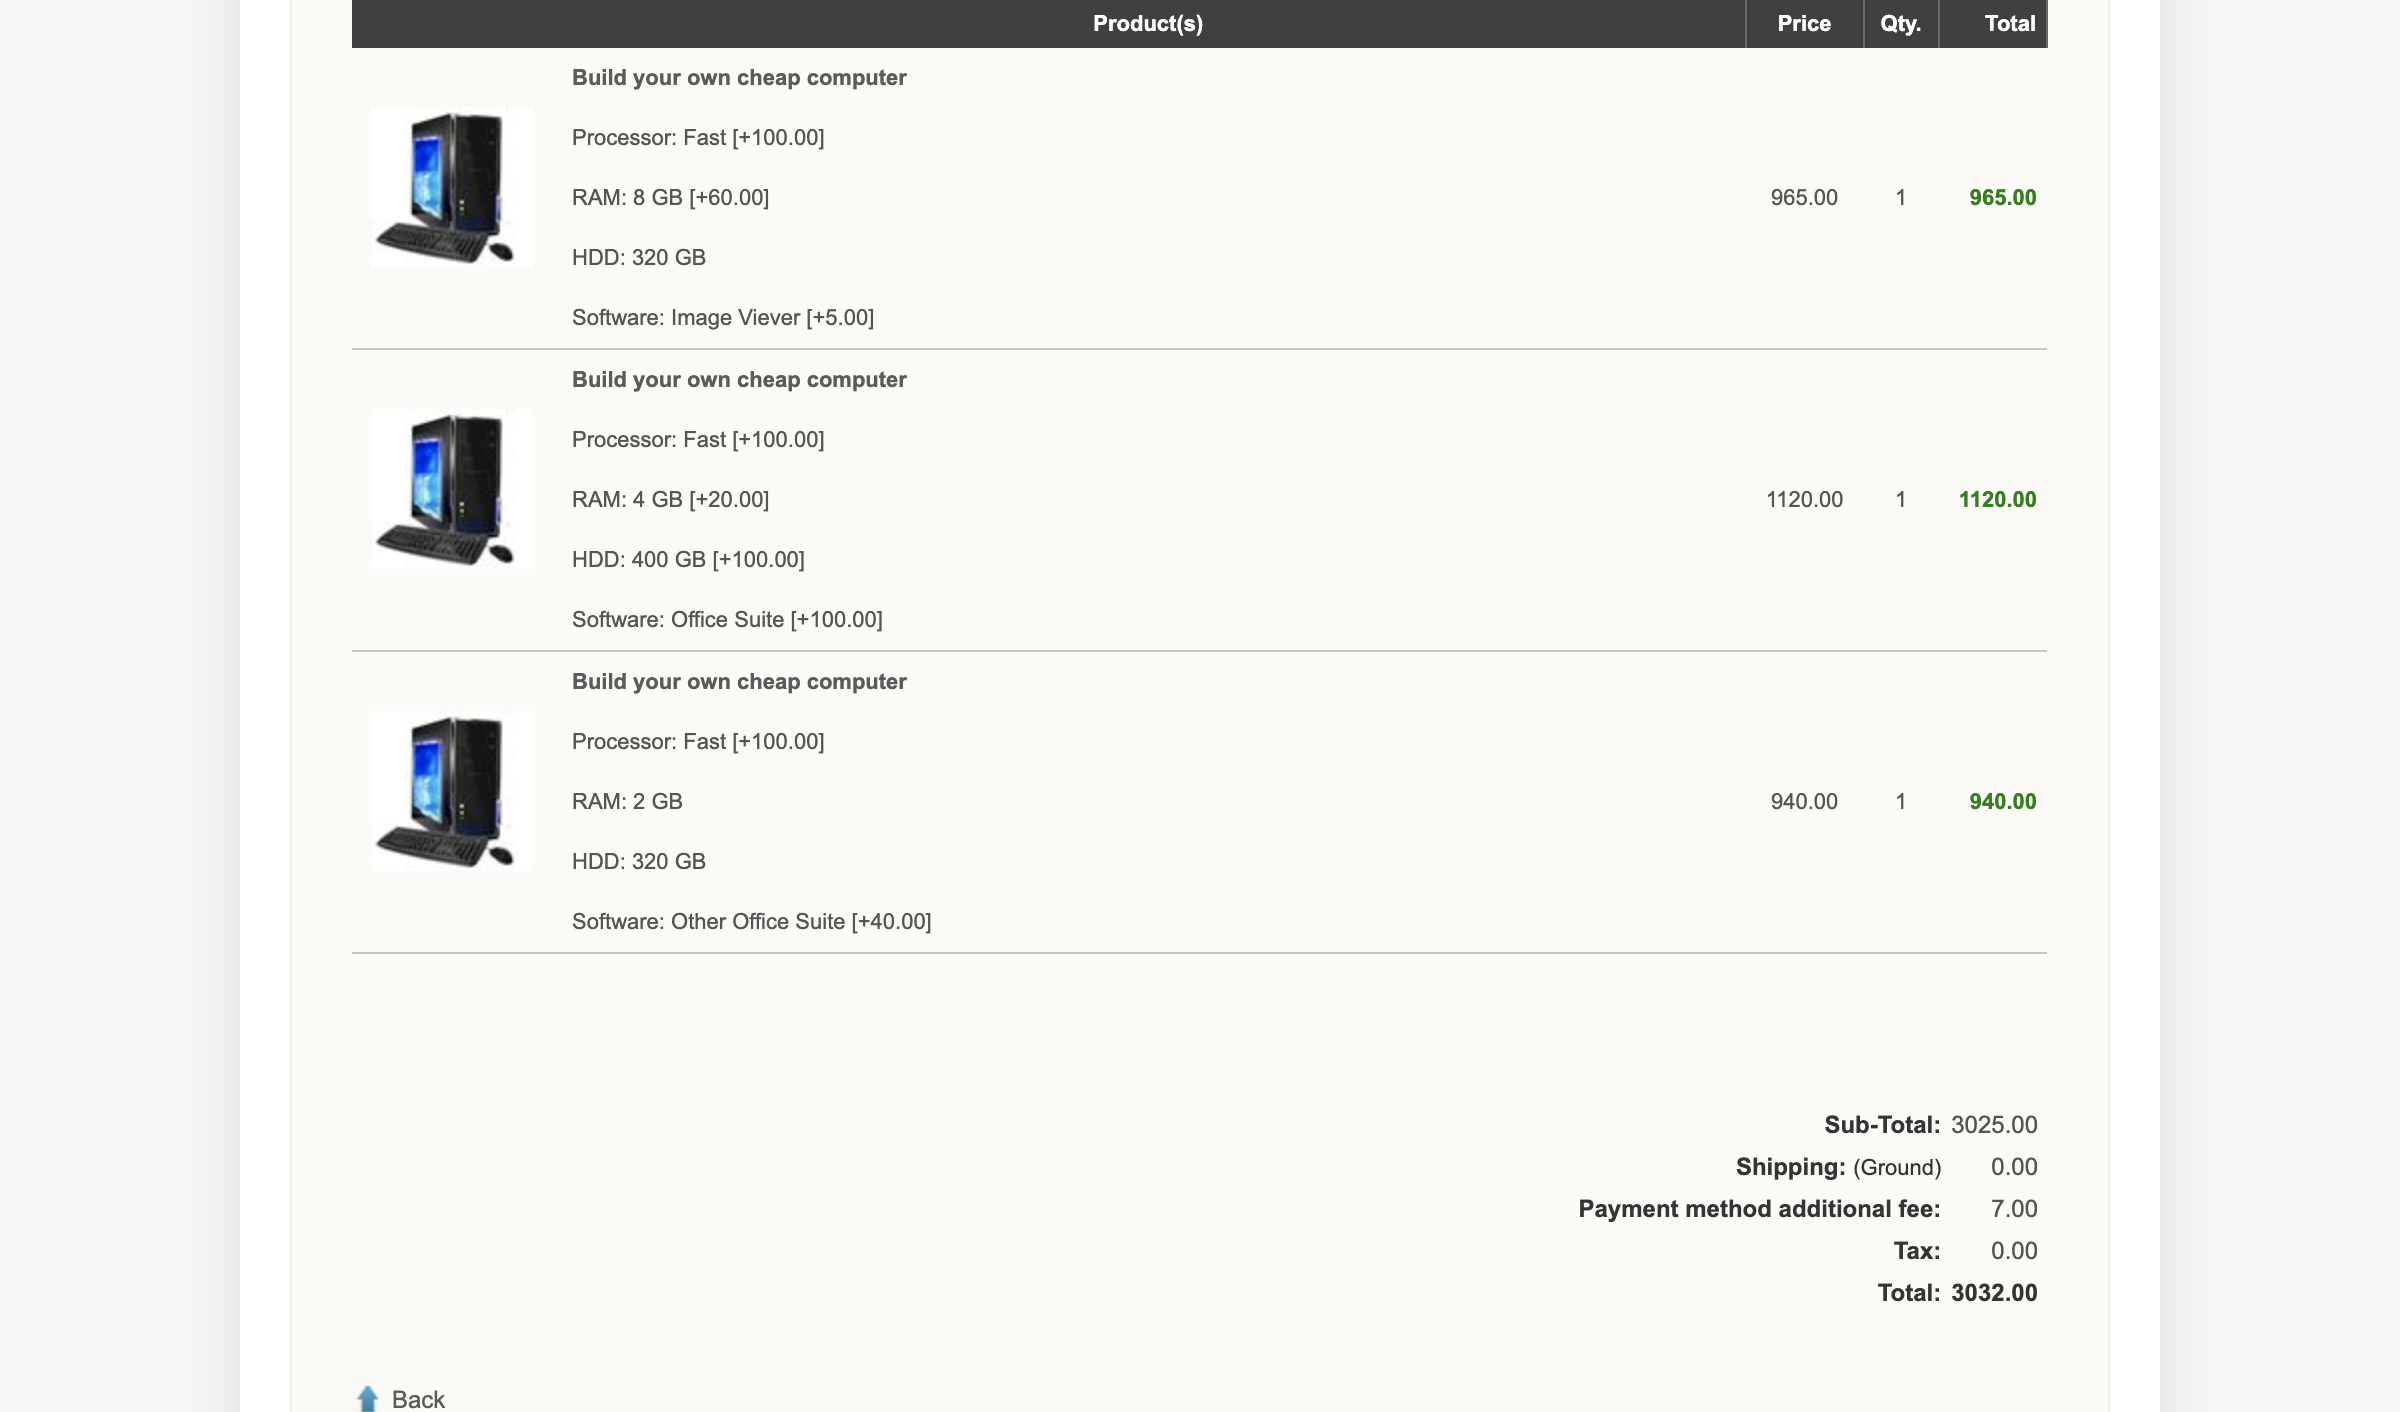 Product(s) Price Qty. Total
Build your own cheap computer
Processor: Fast [+100.00]
RAM: 8 GB [+60.00]
965.00 1 965.00
HDD: 320 GB
Software: Image Viever [+5.00]
Build your own cheap computer
Processor: Fast [+100.00]
RAM: 4 GB [+20.00]
1120.00 1 1120.00
HDD: 400 GB [+100.00]
Software: Office Suite [+100.00]
Build your own cheap computer
Processor: Fast [+100.00]
RAM: 2 GB
940.00 1 940.00
HDD: 320 GB
Software: Other Office Suite [+40.00]
Sub-Total: 3025.00
Shipping: (Ground) 0.00
Payment method additional fee: 7.00
Tax: 0.00
Total: 3032.00
Back